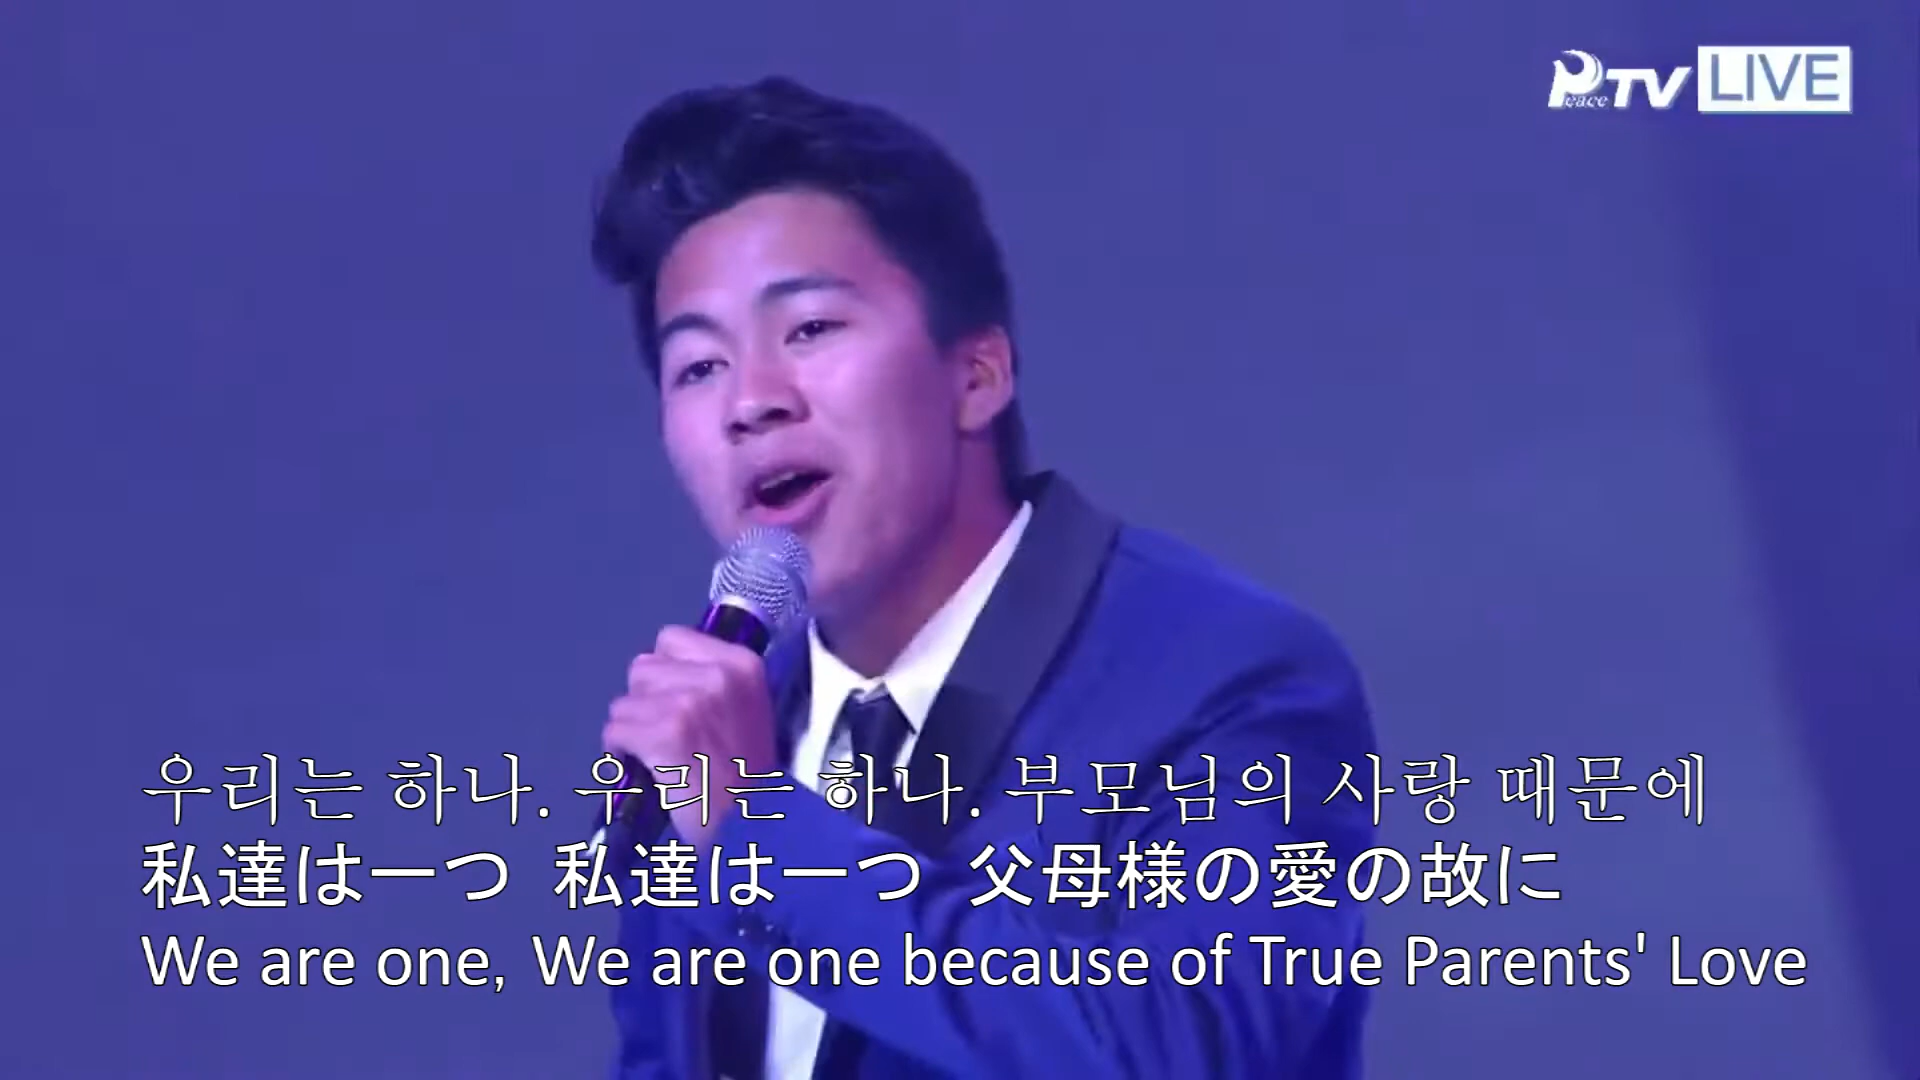 Peace TV LIVE
우리는 하나. 우리는 하나. 부모님의 사랑 때문에
私達は一つ 私達は一つ 父母様の愛の故に
We are one, We are one because of True Parents' Love